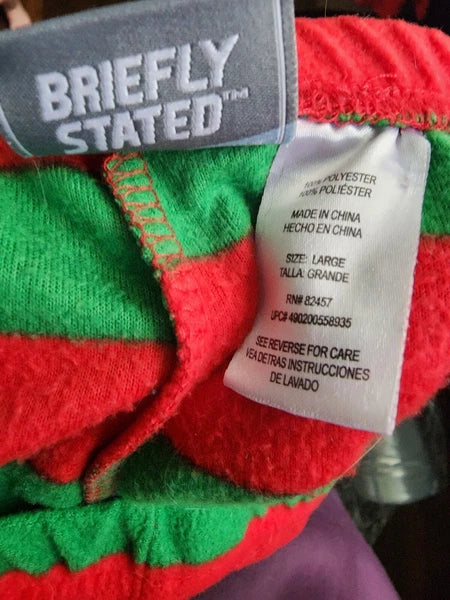 BRIEFLY
STATED™
100% POLYESTER
100% POLIÉSTER
MADE IN CHINA
HECHO EN CHINA
SIZE: LARGE
TALLA: GRANDE
RN# 82457
UPC# 490200558935
SEE REVERSE FOR CARE
VEA DETRAS INSTRUCCIONES
DE LAVADO